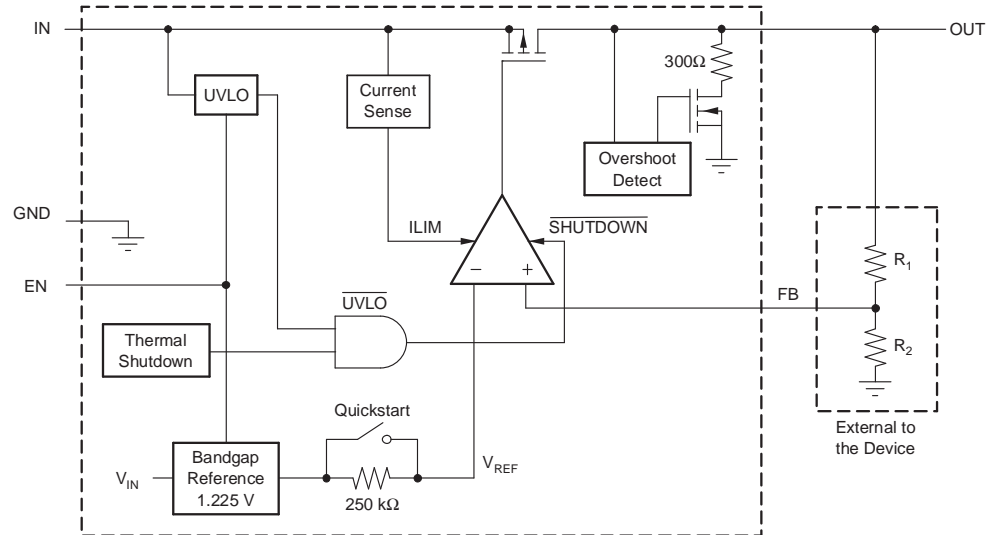 IN
OUT
300Ω
UVLO
Current
Sense
Overshoot
Detect
GND
ILIM
SHUTDOWN
−
+
R1
EN
UVLO
FB
Thermal
Shutdown
R2
Quickstart
External to
the Device
VIN
Bandgap
Reference
1.225 V
VREF
250 kΩ